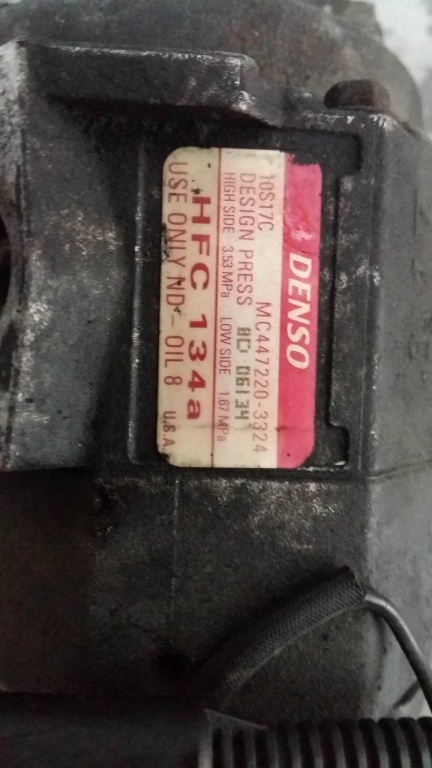 DENSO
10S17C MC447220-3324
DESIGN PRESS 06134
HIGH SIDE 3.53 MPa LOW SIDE 1.67 MPa
HFC 134a
USE ONLY ND-OIL 8 U.S.A.